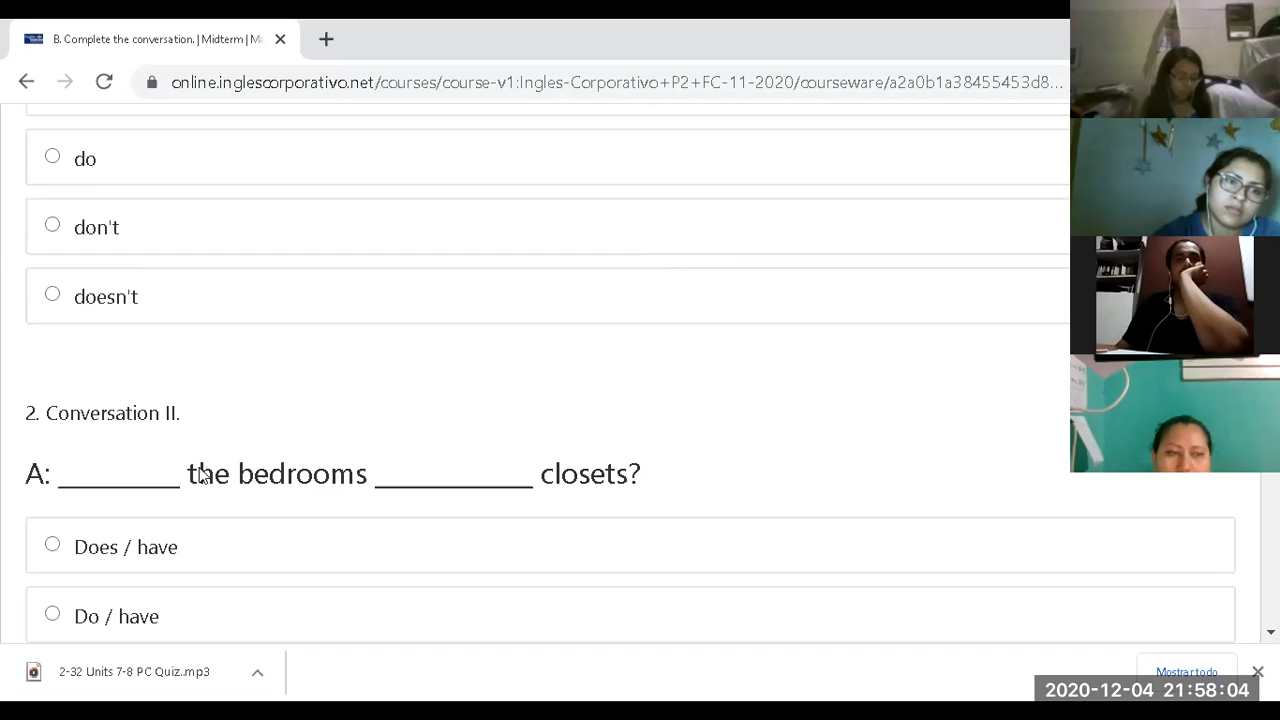 B. Complete the conversation. | Midterm | M
online.inglescorporativo.net/courses/course-v1:Ingles-Corporativo+P2+FC-11-2020/courseware/a2a0b1a38455453d8...
do
don't
doesn't
2. Conversation II.
A: __________ the bedrooms _____________ closets?
Does / have
Do / have
2-32 Units 7-8 PC Quiz..mp3
Mostrar todo
2020-12-04 21:58:04